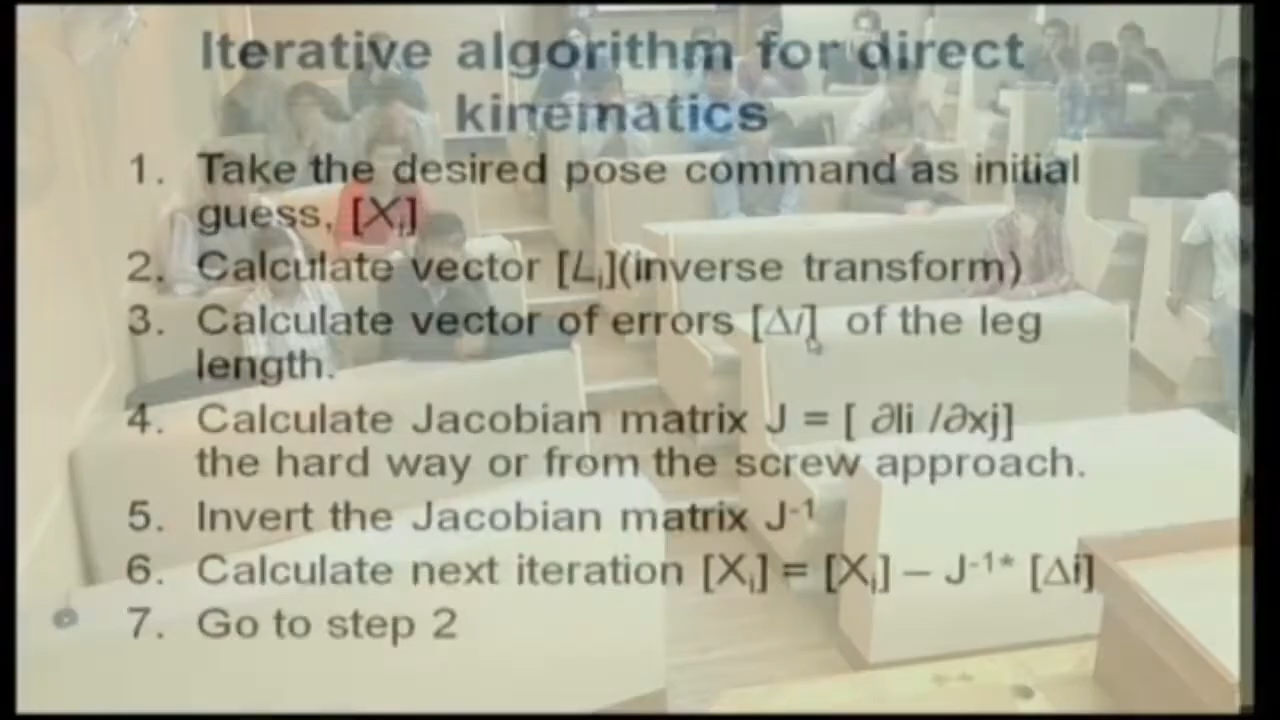 Iterative algorithm for direct
kinematics
1. Take the desired pose command as initial
guess, [Xᵢ]
2. Calculate vector [Lᵢ](inverse transform)
3. Calculate vector of errors [Δi] of the leg
length.
4. Calculate Jacobian matrix J = [ ∂li /∂xj]
the hard way or from the screw approach.
5. Invert the Jacobian matrix J⁻¹
6. Calculate next iteration [Xᵢ] = [Xᵢ] – J⁻¹* [Δi]
7. Go to step 2